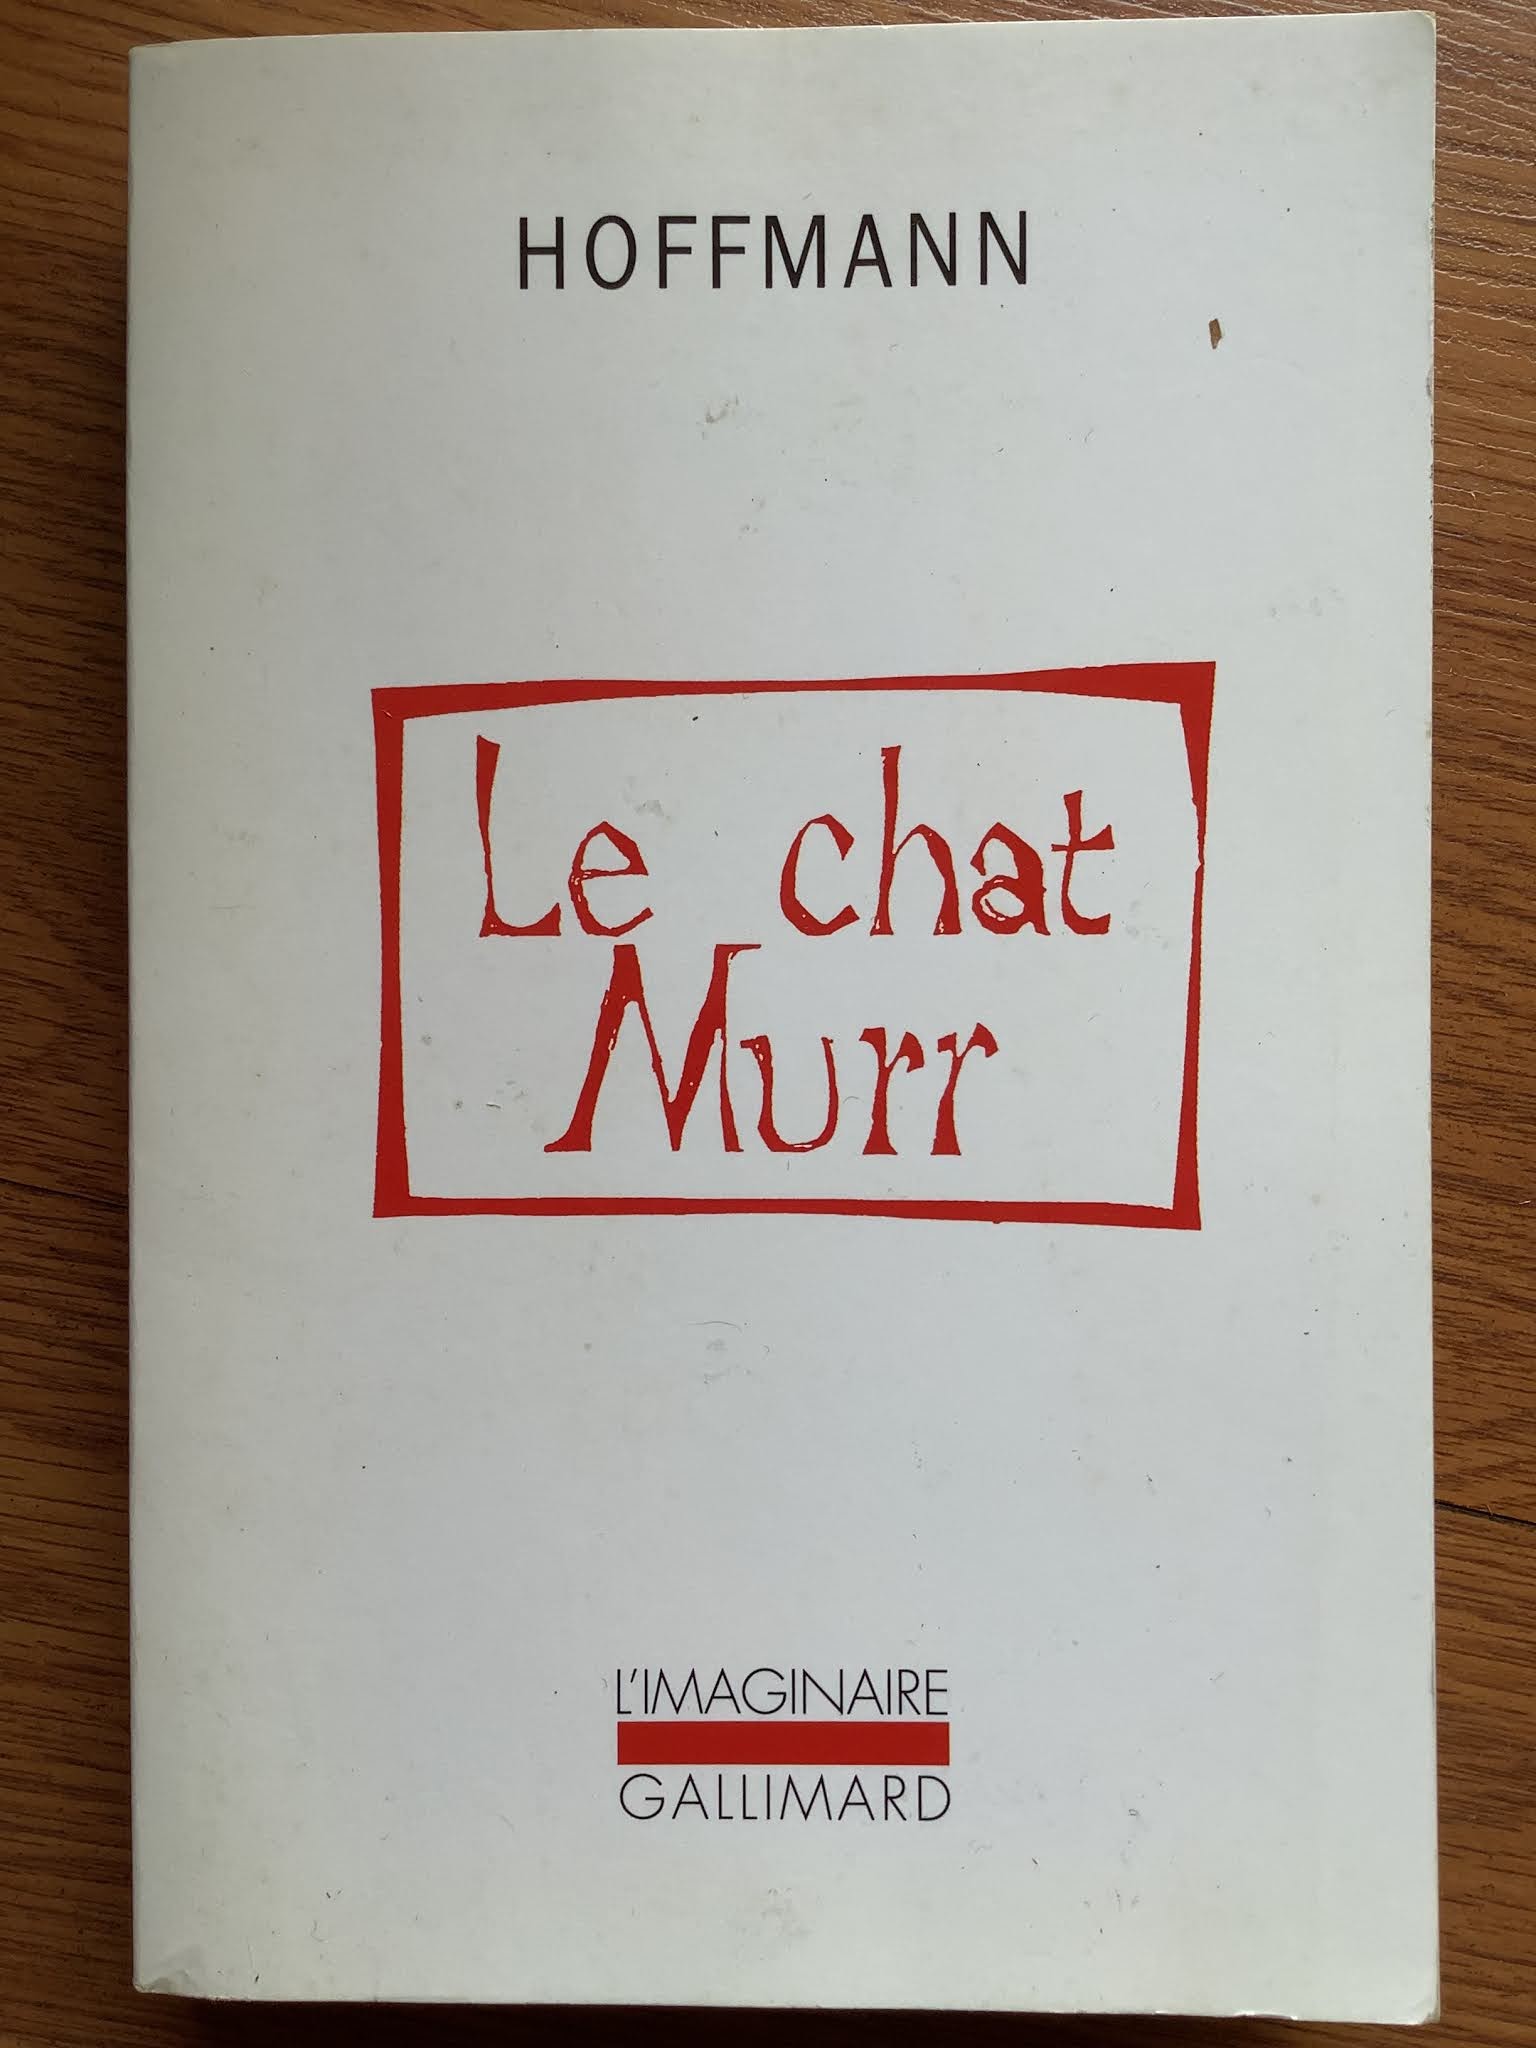 HOFFMANN
Le chat
Murr
L'IMAGINAIRE
GALLIMARD